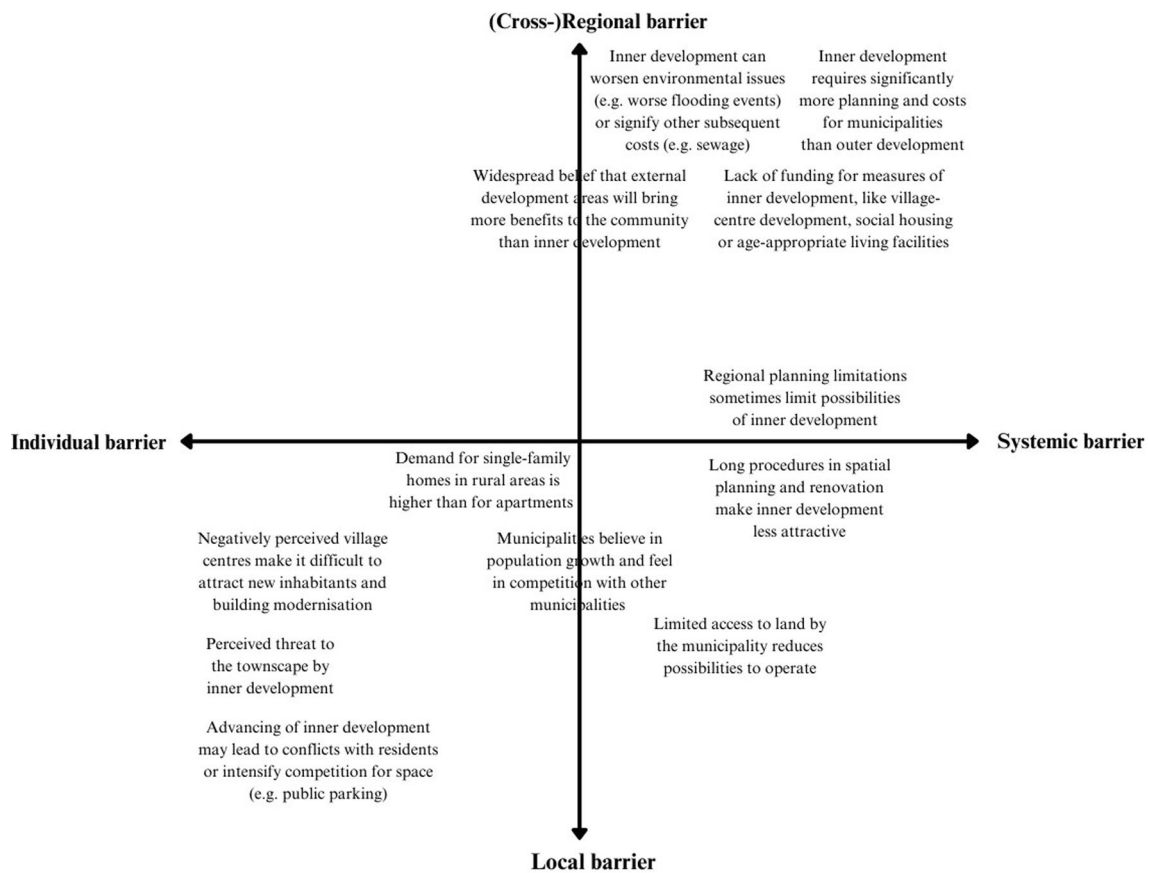 (Cross-)Regional barrier
Inner development can
worsen environmental issues
(e.g. worse flooding events)
or signify other subsequent
costs (e.g. sewage)
Inner development
requires significantly
more planning and costs
for municipalities
than outer development
Widespread belief that external
development areas will bring
more benefits to the community
than inner development
Lack of funding for measures of
inner development, like village-
centre development, social housing
or age-appropriate living facilities
Regional planning limitations
sometimes limit possibilities
of inner development
Individual barrier
Systemic barrier
Demand for single-family
homes in rural areas is
higher than for apartments
Long procedures in spatial
planning and renovation
make inner development
less attractive
Negatively perceived village
centres make it difficult to
attract new inhabitants and
building modernisation
Municipalities believe in
population growth and feel
in competition with other
municipalities
Limited access to land by
the municipality reduces
possibilities to operate
Perceived threat to
the townscape by
inner development
Advancing of inner development
may lead to conflicts with residents
or intensify competition for space
(e.g. public parking)
Local barrier